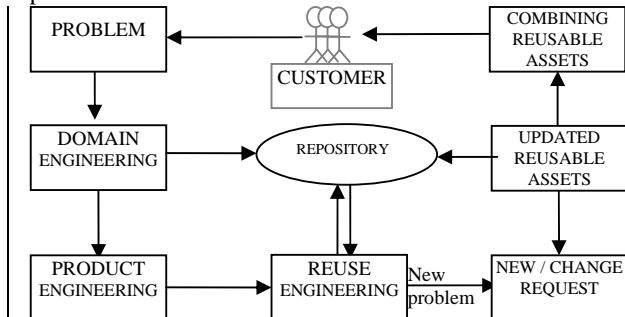 PROBLEM
CUSTOMER
COMBINING
REUSABLE
ASSETS
DOMAIN
ENGINEERING
REPOSITORY
UPDATED
REUSABLE
ASSETS
PRODUCT
ENGINEERING
REUSE
ENGINEERING
New
problem
NEW / CHANGE
REQUEST